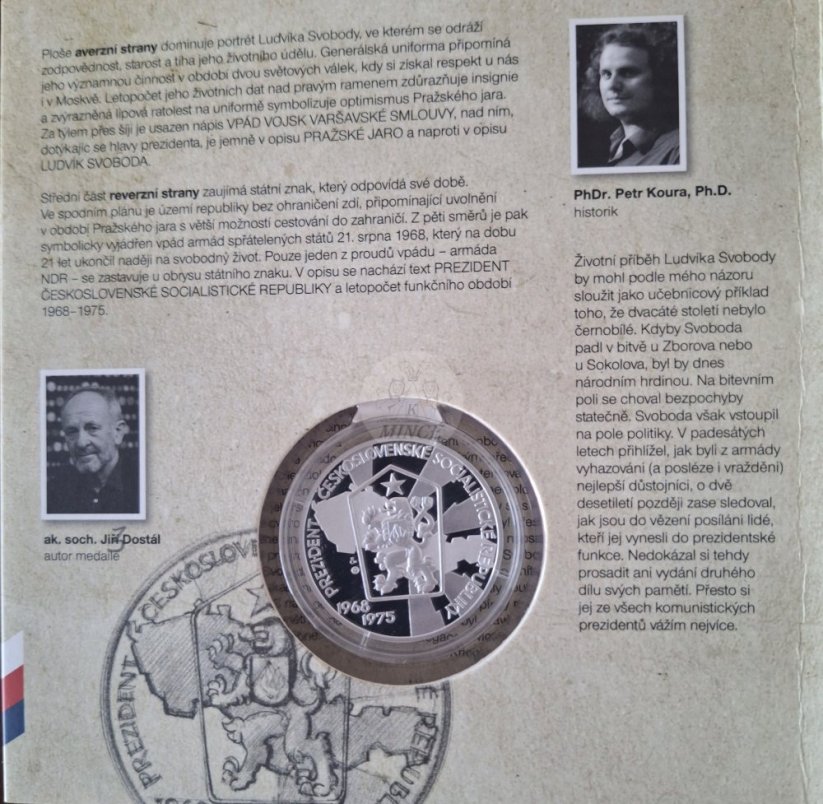 Ploše averzní strany dominuje portrét Ludvíka Svobody, ve kterém se odráží
zodpovědnost, starost a tíha jeho životního údělu. Generálská uniforma připomíná
jeho významnou činnost v období dvou světových válek, kdy si získal respekt u nás
i v Moskvě. Letopočet jeho životních dat nad pravým ramenem zdůrazňuje insignie
a zvýrazněná lipová ratolest na uniformě symbolizuje optimismus Pražského jara.
Za týlem přes šíji je usazen nápis VPÁD VOJSK VARŠAVSKÉ SMLOUVY, nad ním,
dotýkajíc se hlavy prezidenta, je jemně v opisu PRAŽSKÉ JARO a naproti v opisu
LUDVÍK SVOBODA.
Střední část reverzní strany zaujímá státní znak, který odpovídá své době.
Ve spodním plánu je území republiky bez ohraničení zdí, připomínající uvolnění
v období Pražského jara s větší možností cestování do zahraničí. Z pěti směrů je pak
symbolicky vyjádřen vpád armád spřátelených států 21. srpna 1968, který na dobu
21 let ukončil naději na svobodný život. Pouze jeden z proudů vpádu – armáda
NDR – se zastavuje u obrysu státního znaku. V opisu se nachází text PREZIDENT
ČESKOSLOVENSKÉ SOCIALISTICKÉ REPUBLIKY a letopočet funkčního období
1968–1975.
ak. soch. Jiří Dostál
autor medaile
PhDr. Petr Koura, Ph.D.
historik
Životní příběh Ludvíka Svobody
by mohl podle mého názoru
sloužit jako učebnicový příklad
toho, že dvacáté století nebylo
černobílé. Kdyby Svoboda
padl v bitvě u Zborova nebo
u Sokolova, byl by dnes
národním hrdinou. Na bitevním
poli se choval bezpochyby
statečně. Svoboda však vstoupil
na pole politiky. V padesátých
letech přihlížel, jak byli z armády
vyhazováni (a posléze i vražděni)
nejlepší důstojníci, o dvě
desetiletí později zase sledoval,
jak jsou do vězení posíláni lidé,
kteří jej vynesli do prezidentské
funkce. Nedokázal si tehdy
prosadit ani vydání druhého
dílu svých pamětí. Přesto si
jej ze všech komunistických
prezidentů vážím nejvíce.
K
MINCE
PREZIDENT ČESKOSLOVENSKÉ SOCIALISTICKÉ REPUBLIKY
1968
1975
PREZIDENT